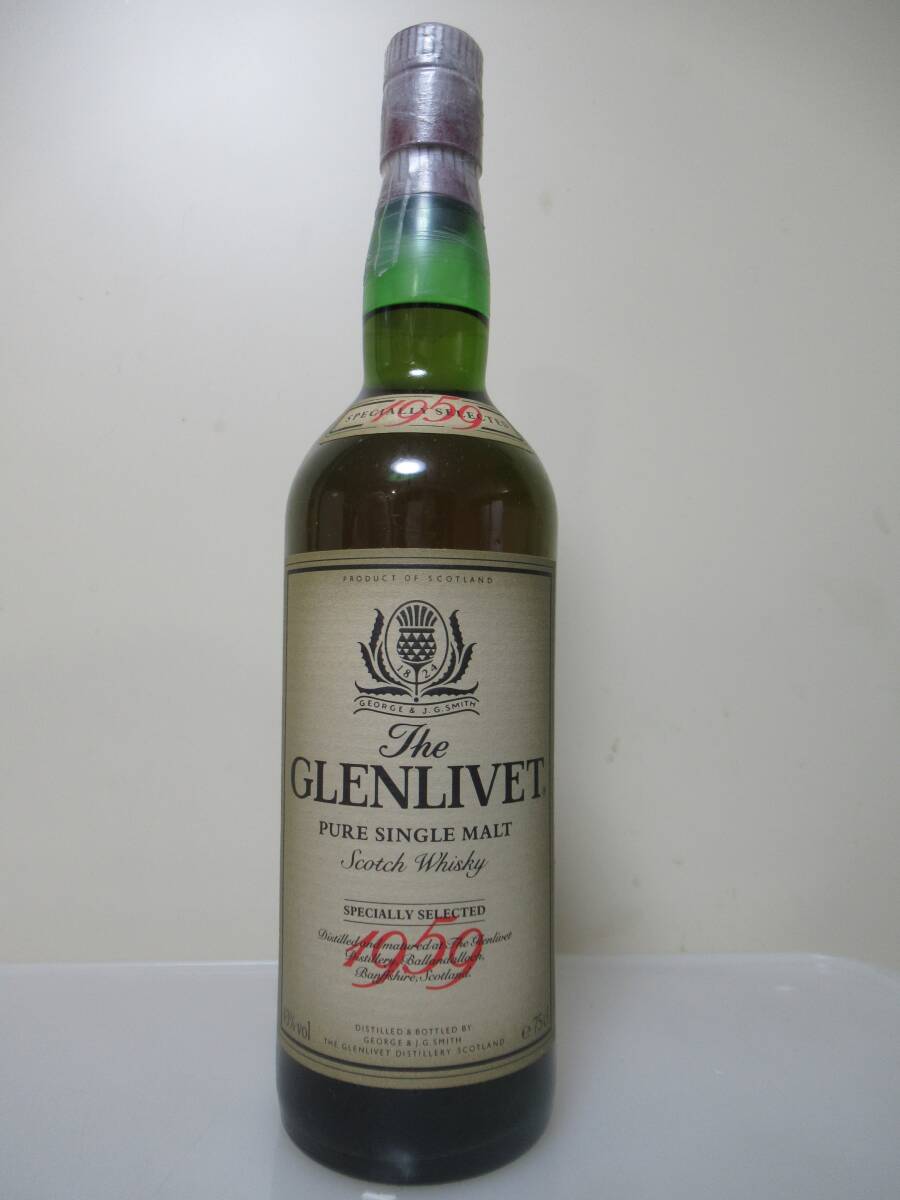 SPECIALLY SELECTED
1959
PRODUCT OF SCOTLAND
1824
GEORGE & J.G.SMITH
The
GLENLIVET
PURE SINGLE MALT
Scotch Whisky
SPECIALLY SELECTED
1959
Distilled and matured at The Glenlivet
Distillery, Ballindalloch,
Banffshire, Scotland.
% vol
e 75cl
DISTILLED & BOTTLED BY
GEORGE & J.G.SMITH
THE GLENLIVET DISTILLERY SCOTLAND